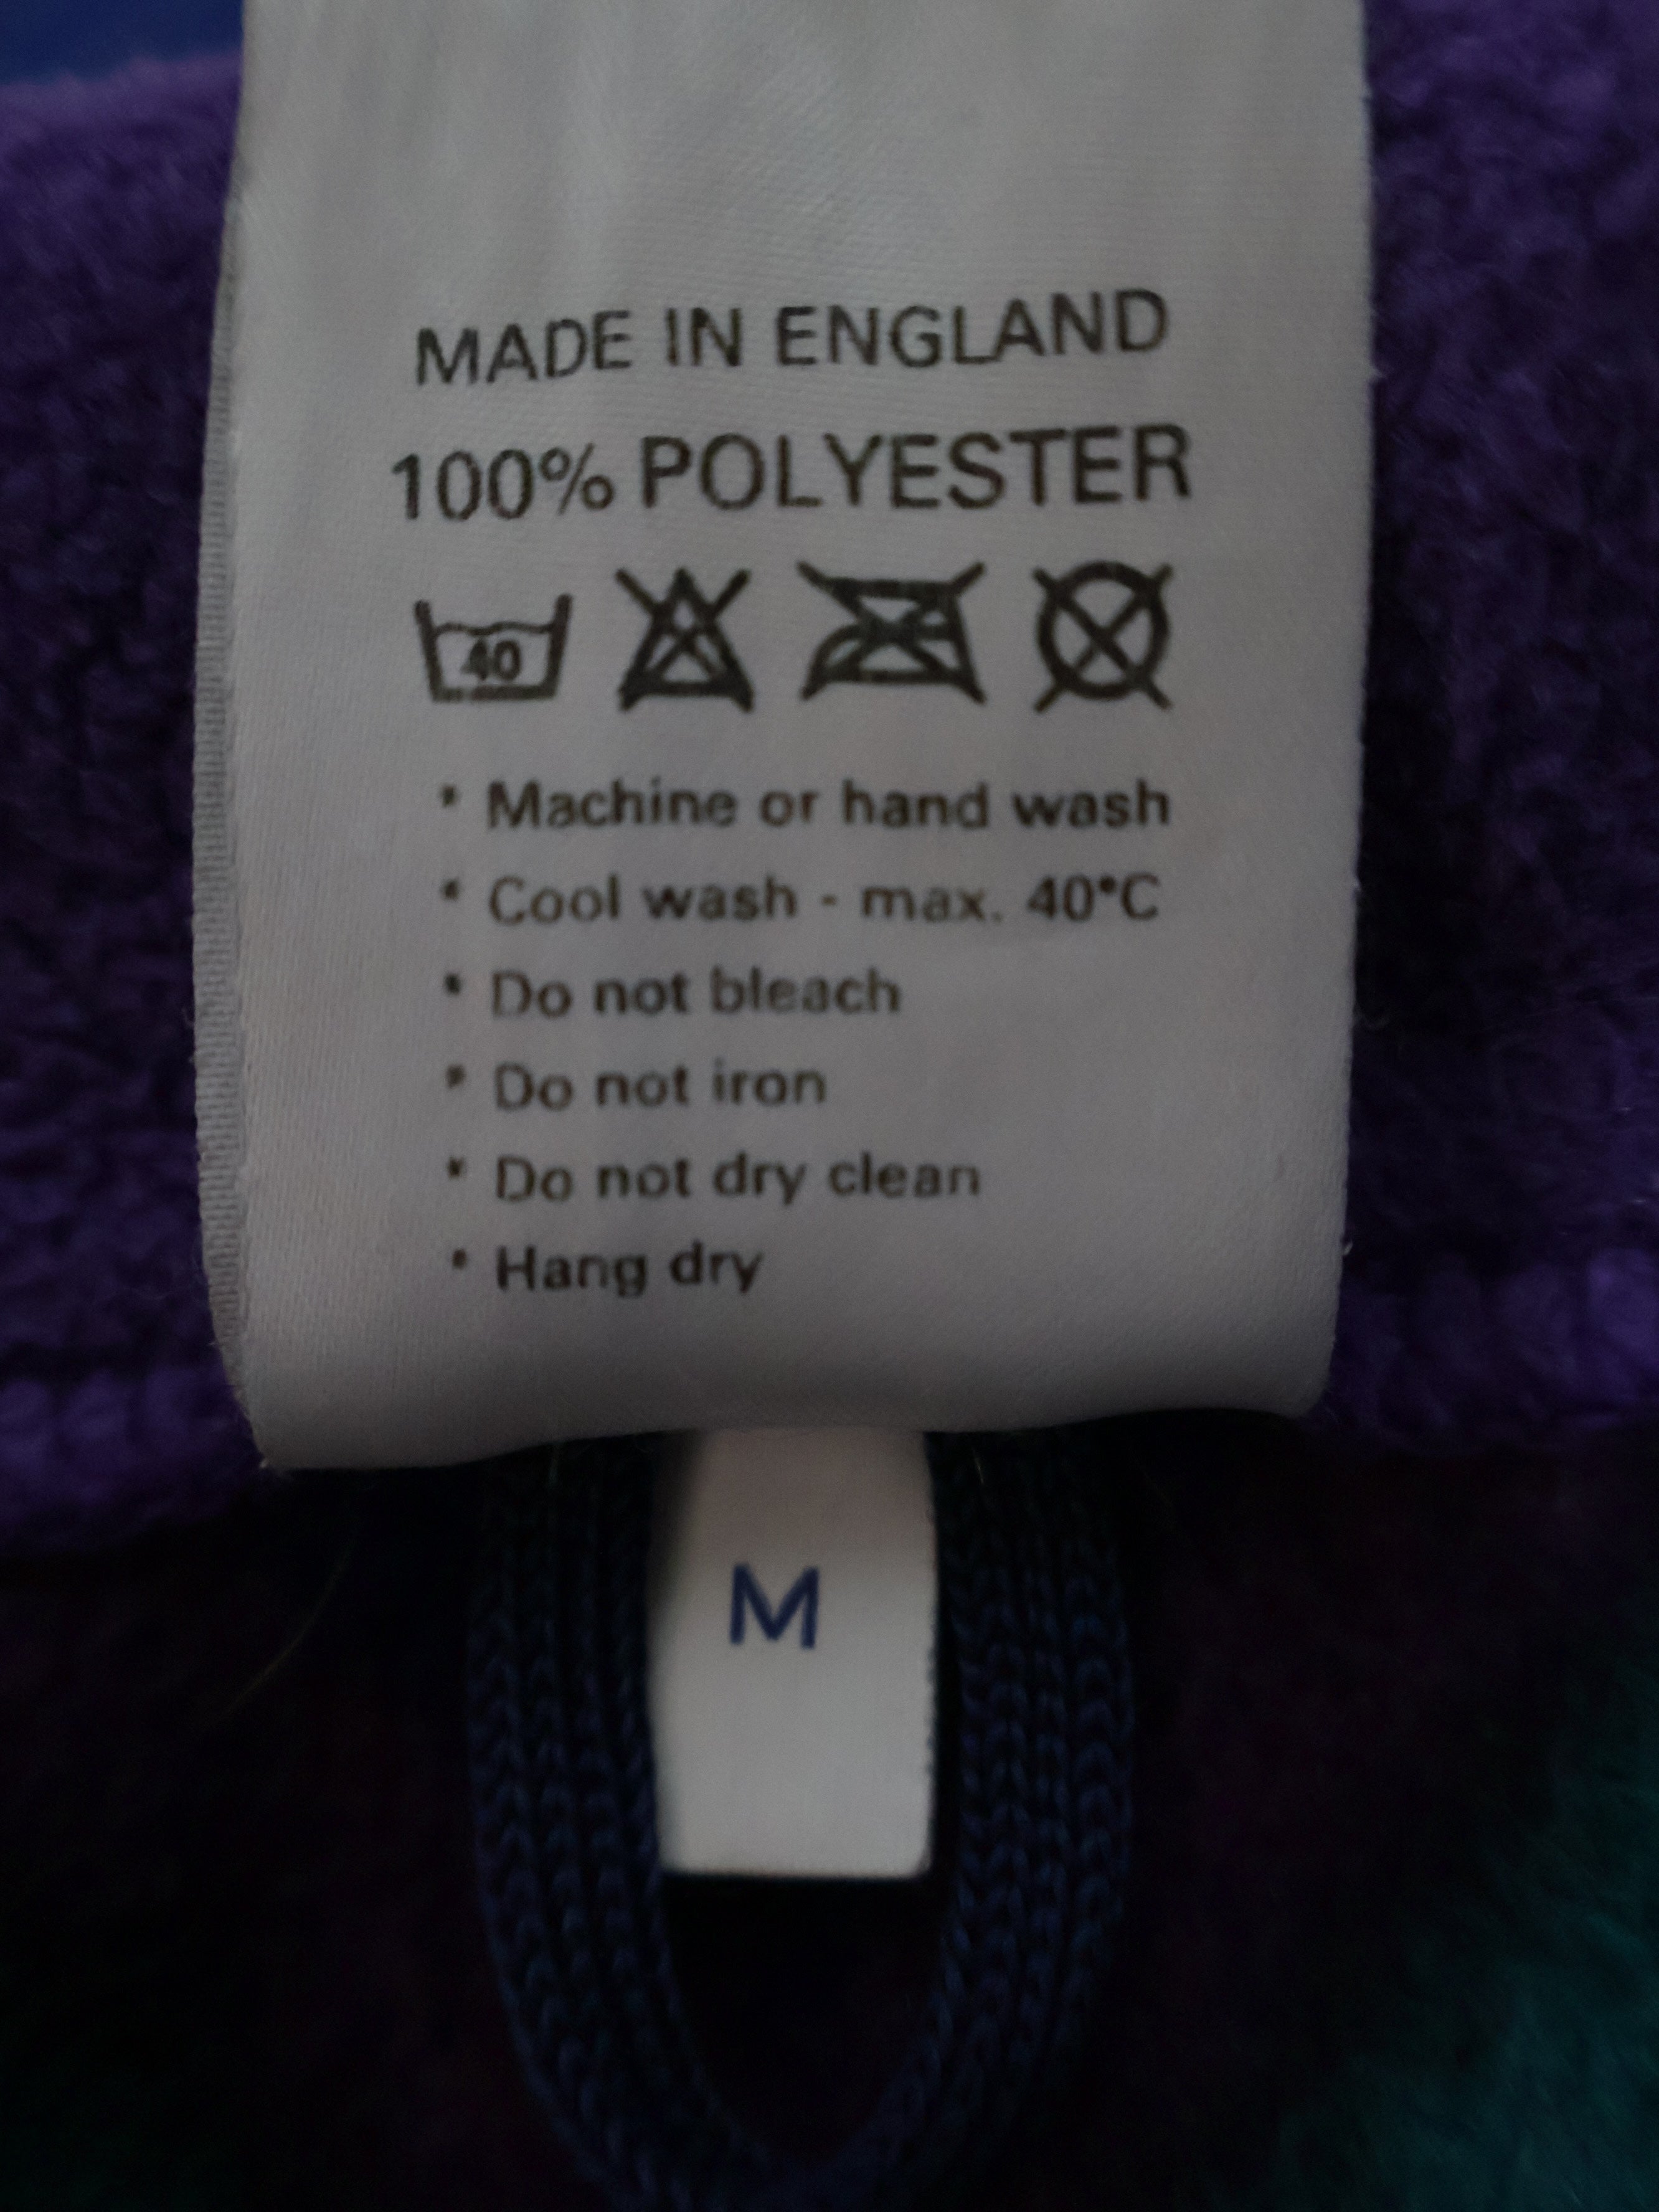 MADE IN ENGLAND
100% POLYESTER
40
* Machine or hand wash
* Cool wash - max. 40°C
* Do not bleach
* Do not iron
* Do not dry clean
* Hang dry
M